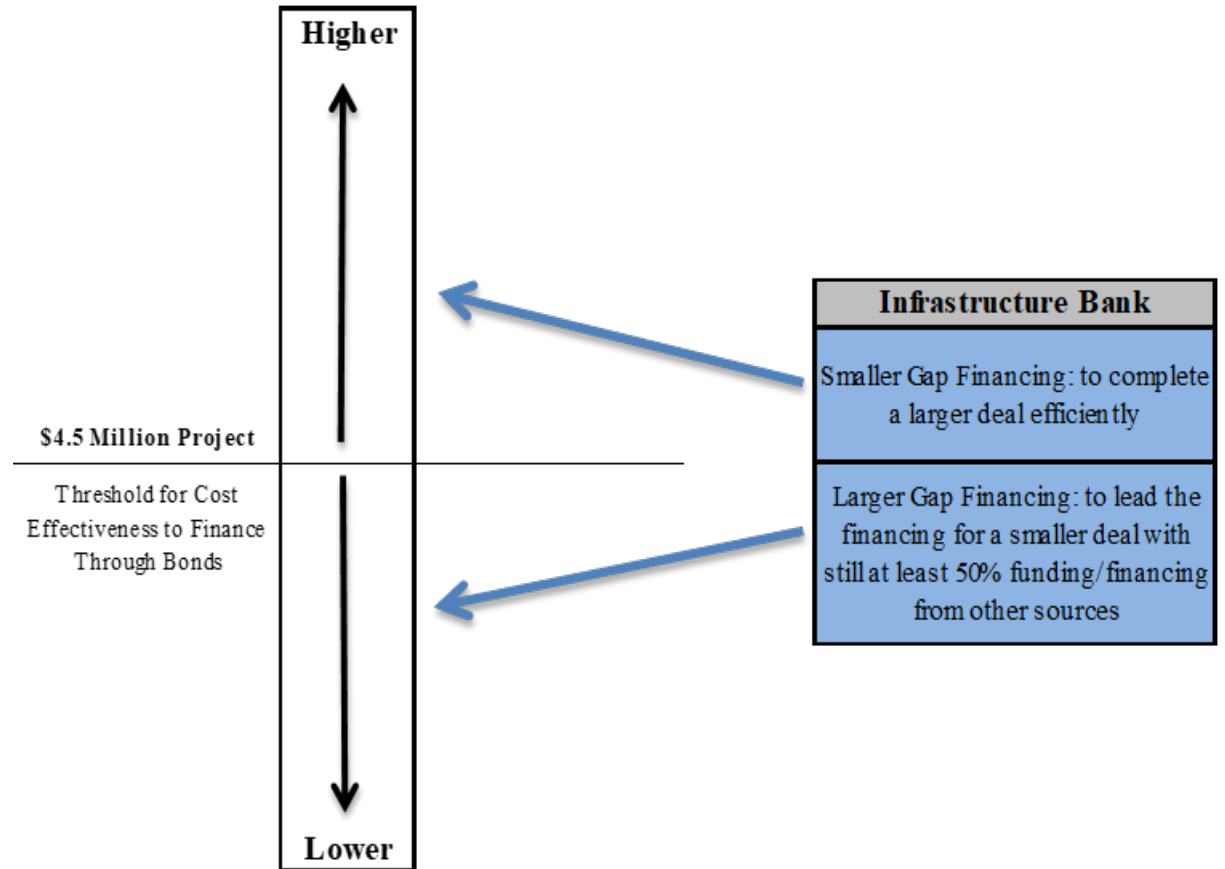 Higher
$4.5 Million Project
Threshold for Cost
Effectiveness to Finance
Through Bonds
Lower
Infrastructure Bank
Smaller Gap Financing: to complete
a larger deal efficiently
Larger Gap Financing: to lead the
financing for a smaller deal with
still at least 50% funding/financing
from other sources